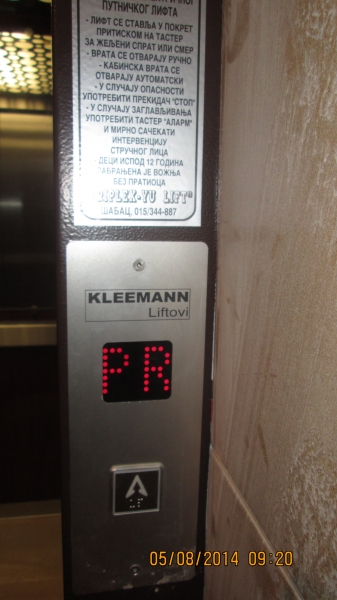 ПУТНИЧКОГ ЛИФТА
- ЛИФТ СЕ СТАВЉА У ПОКРЕТ
ПРИТИСКОМ НА ТАСТЕР
ЗА ЖЕЉЕНИ СПРАТ ИЛИ СМЕР
- ВРАТА СЕ ОТВАРАЈУ РУЧНО
- КАБИНСКА ВРАТА СЕ
ОТВАРАЈУ АУТОМАТСКИ
- У СЛУЧАЈУ ОПАСНОСТИ
УПОТРЕБИТИ ПРЕКИДАЧ "СТОП"
- У СЛУЧАЈУ ЗАГЛАВЉИВАЊА
УПОТРЕБИТИ ТАСТЕР "АЛАРМ"
И МИРНО САЧЕКАТИ
ИНТЕРВЕНЦИЈУ
СТРУЧНОГ ЛИЦА
- ДЕЦИ ИСПОД 12 ГОДИНА
ЗАБРАЊЕНА ЈЕ ВОЖЊА
БЕЗ ПРАТИОЦА
LIFT"
ШАБАЦ, 015/344-887
KLEEMANN
Liftovi
PR
05/08/2014 09:20